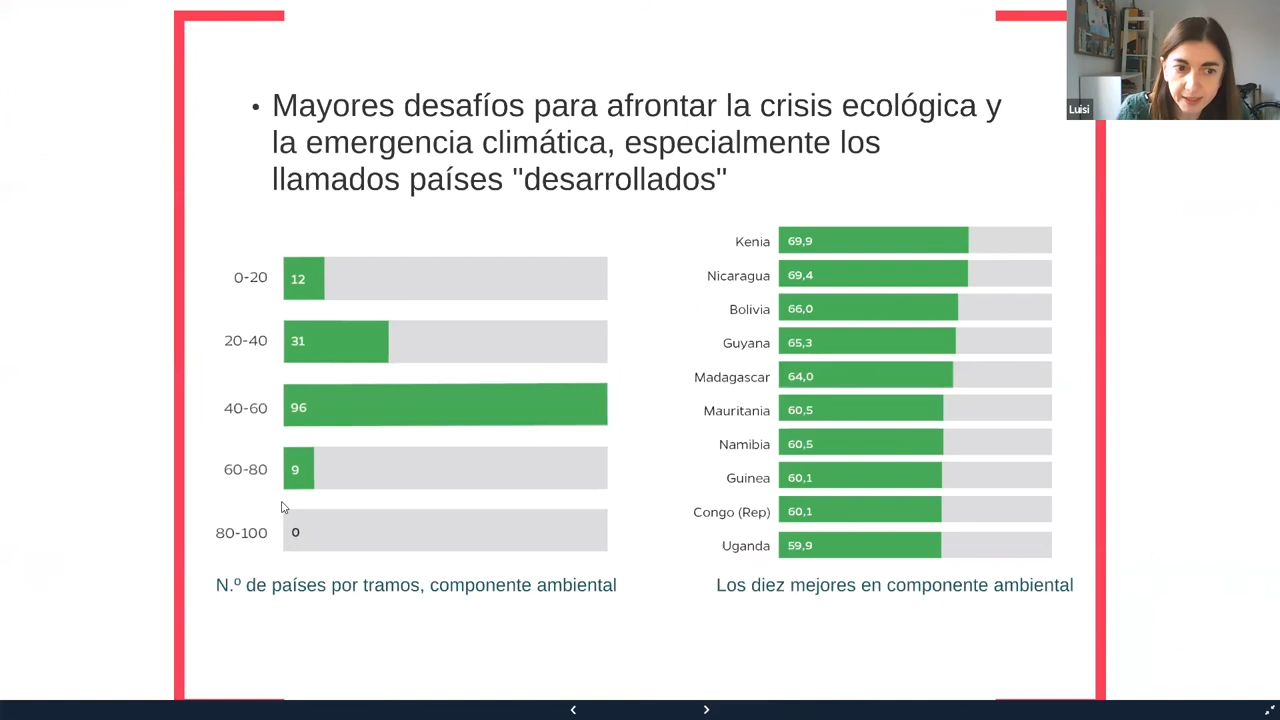 • Mayores desafíos para afrontar la crisis ecológica y
la emergencia climática, especialmente los
llamados países "desarrollados"
Luisi
0-20 12
20-40 31
40-60 96
60-80 9
80-100 0
N.º de países por tramos, componente ambiental
Kenia 69,9
Nicaragua 69,4
Bolivia 66,0
Guyana 65,3
Madagascar 64,0
Mauritania 60,5
Namibia 60,5
Guinea 60,1
Congo (Rep) 60,1
Uganda 59,9
Los diez mejores en componente ambiental